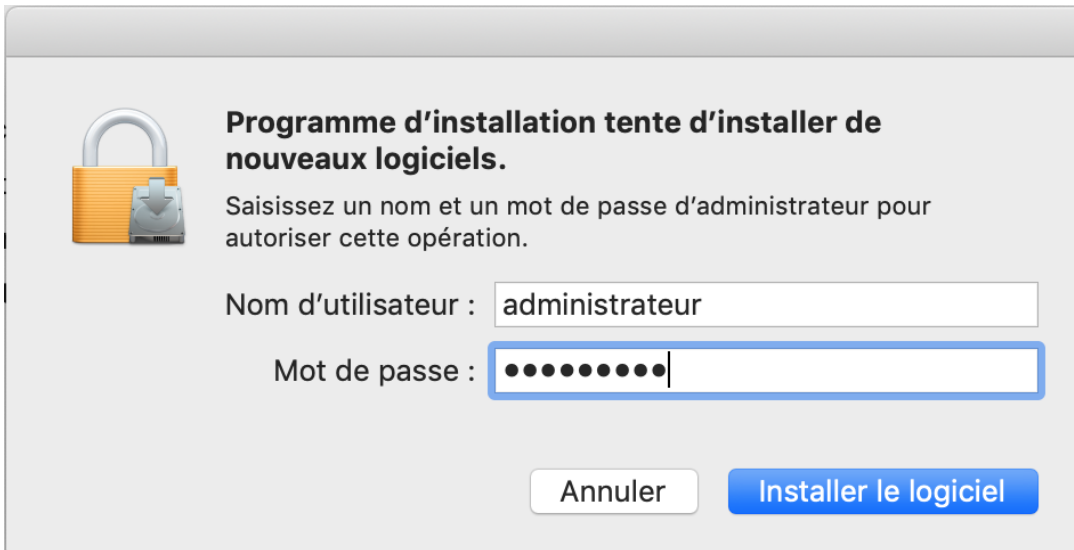 Programme d’installation tente d’installer de
nouveaux logiciels.
Saisissez un nom et un mot de passe d’administrateur pour
autoriser cette opération.
Nom d’utilisateur : administrateur
Mot de passe : •••••••••
Annuler Installer le logiciel